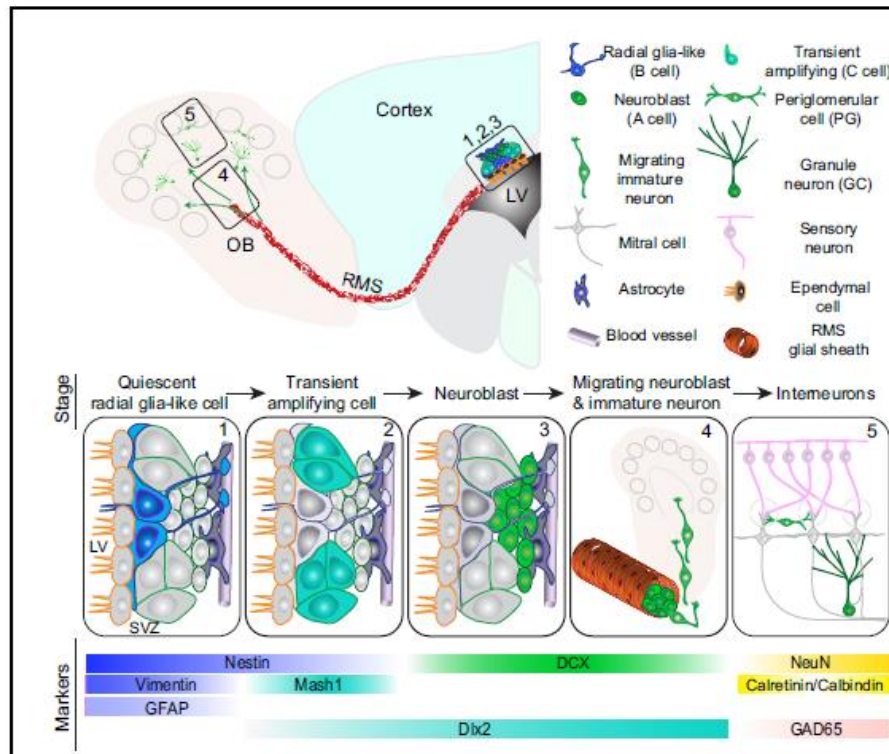 Cortex
5
4
1,2,3
LV
OB
RMS
Radial glia-like
(B cell)
Transient
amplifying (C cell)
Neuroblast
(A cell)
Periglomerular
cell (PG)
Migrating
immature
neuron
Granule
neuron (GC)
Mitral cell
Sensory
neuron
Astrocyte
Ependymal
cell
Blood vessel
RMS
glial sheath
Stage
Quiescent
radial glia-like cell
Transient
amplifying cell
Neuroblast
Migrating neuroblast
& immature neuron
Interneurons
1
2
3
4
5
LV
SVZ
Markers
Nestin
DCX
NeuN
Vimentin
Mash1
Calretinin/Calbindin
GFAP
Dlx2
GAD65